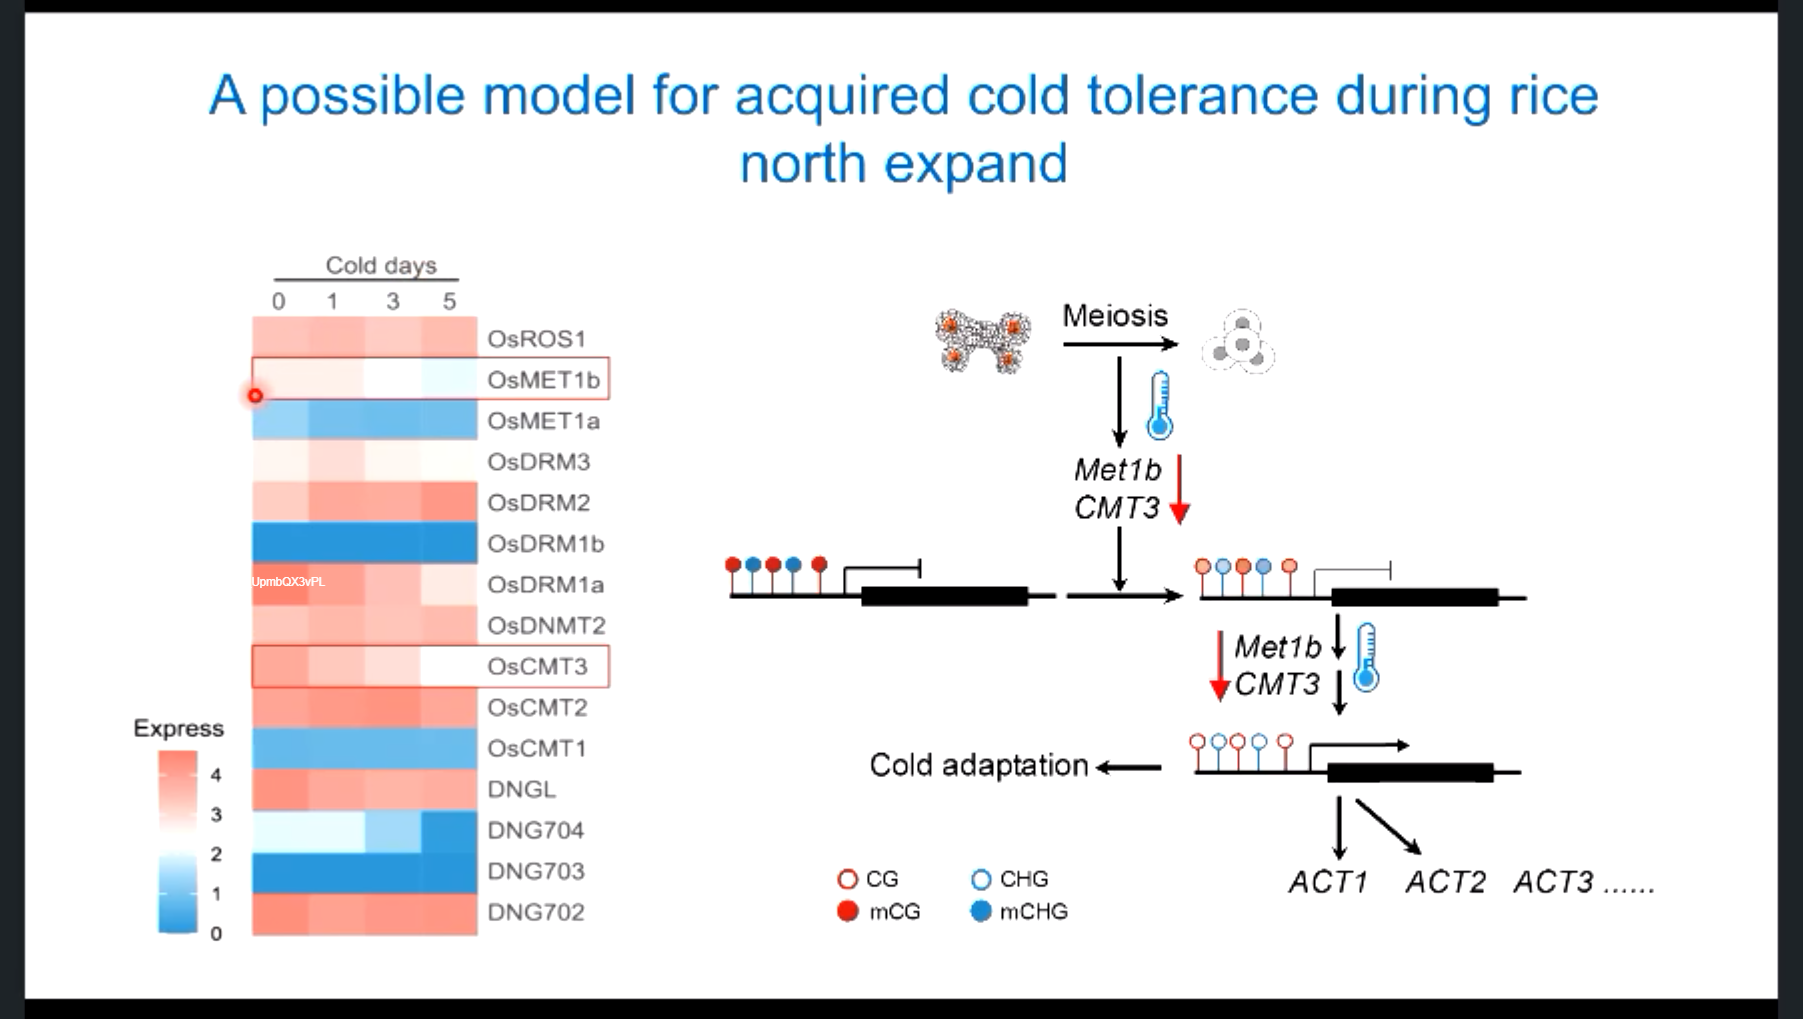 A possible model for acquired cold tolerance during rice
north expand
Cold days
0 1 3 5
OsROS1
OsMET1b
OsMET1a
OsDRM3
OsDRM2
OsDRM1b
UpmbQX3vPL
OsDRM1a
OsDNMT2
OsCMT3
OsCMT2
OsCMT1
DNGL
DNG704
DNG703
DNG702
Express
4
3
2
1
0
Meiosis
Met1b
CMT3
Met1b
CMT3
Cold adaptation
ACT1 ACT2 ACT3 ......
CG CHG
mCG mCHG